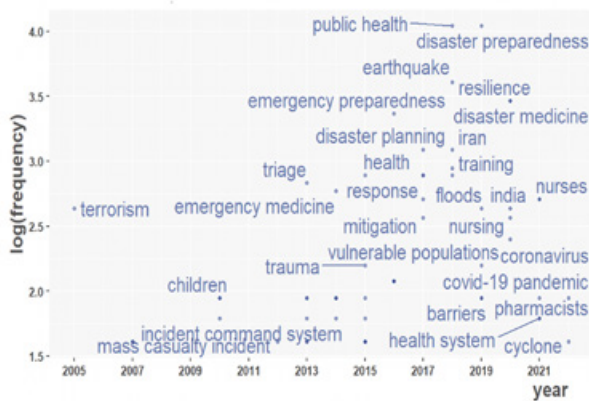 4.0
public health
disaster preparedness
earthquake
3.5
resilience
emergency preparedness
disaster medicine
disaster planning
iran
3.0
triage
health
training
response
floods
india
nurses
terrorism
emergency medicine
2.5
mitigation
nursing
vulnerable populations
coronavirus
trauma
children
covid-19 pandemic
2.0
barriers
pharmacists
incident command system
health system
mass casualty incident
cyclone
1.5
log(frequency)
2005 2007 2009 2011 2013 2015 2017 2019 2021
year